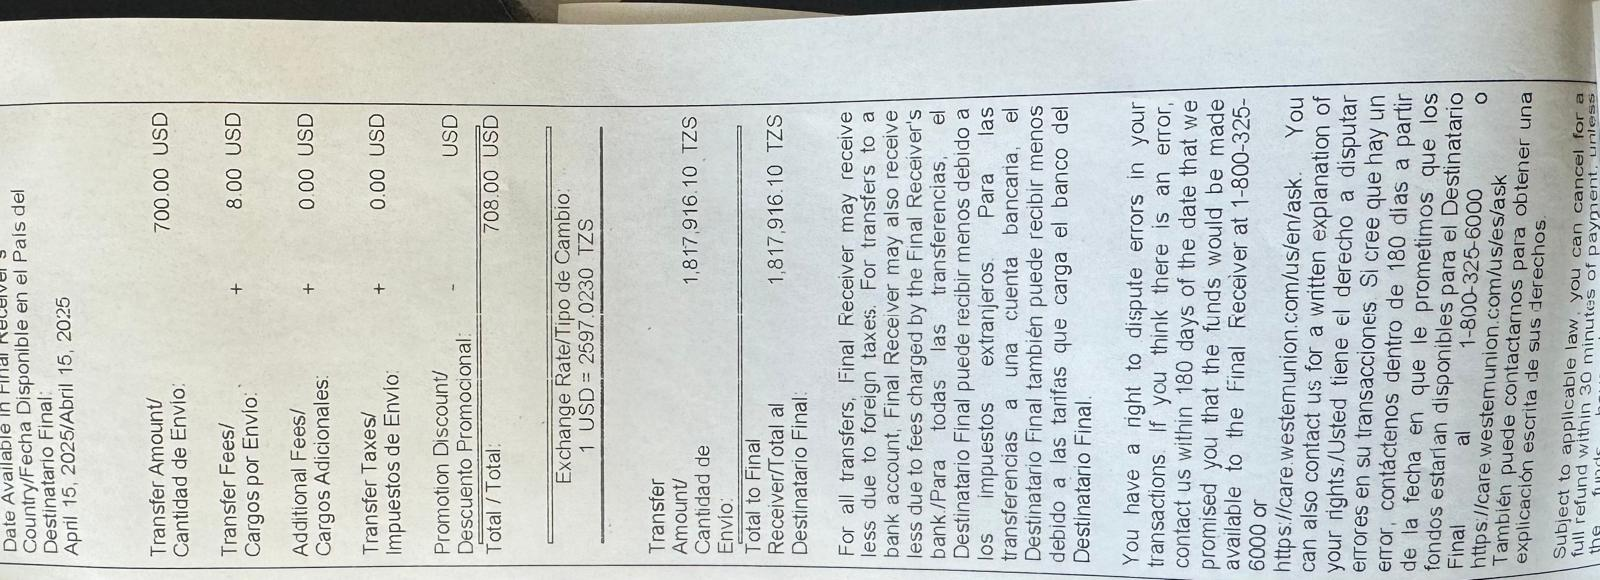 Date Available in Final Receiver's
Country/Fecha Disponible en el País del
Destinatario Final:
April 15, 2025/Abril 15, 2025
Transfer Amount/
Cantidad de Envío: 700.00 USD
Transfer Fees/
Cargos por Envío: + 8.00 USD
Additional Fees/
Cargos Adicionales: + 0.00 USD
Transfer Taxes/
Impuestos de Envío: + 0.00 USD
Promotion Discount/
Descuento Promocional: - USD
Total / Total: 708.00 USD
Exchange Rate/Tipo de Cambio:
1 USD = 2597.0230 TZS
Transfer
Amount/ 1,817,916.10 TZS
Cantidad de
Envío:
Total to Final
Receiver/Total al 1,817,916.10 TZS
Destinatario Final:
For all transfers, Final Receiver may receive
less due to foreign taxes. For transfers to a
bank account, Final Receiver may also receive
less due to fees charged by the Final Receiver's
bank./Para todas las transferencias, el
Destinatario Final puede recibir menos debido a
los impuestos extranjeros. Para las
transferencias a una cuenta bancaria, el
Destinatario Final también puede recibir menos
debido a las tarifas que carga el banco del
Destinatario Final.
You have a right to dispute errors in your
transactions. If you think there is an error,
contact us within 180 days of the date that we
promised you that the funds would be made
available to the Final Receiver at 1-800-325-
6000 or
https://care.westernunion.com/us/en/ask. You
can also contact us for a written explanation of
your rights./Usted tiene el derecho a disputar
errores en su transacciones. Si cree que hay un
error, contáctenos dentro de 180 días a partir
de la fecha en que le prometimos que los
fondos estarían disponibles para el Destinatario
Final al 1-800-325-6000 o
https://care.westernunion.com/us/es/ask
También puede contactarnos para obtener una
explicación escrita de sus derechos.
Subject to applicable law, you can cancel for a
full refund within 30 minutes of payment, unless
the funds have